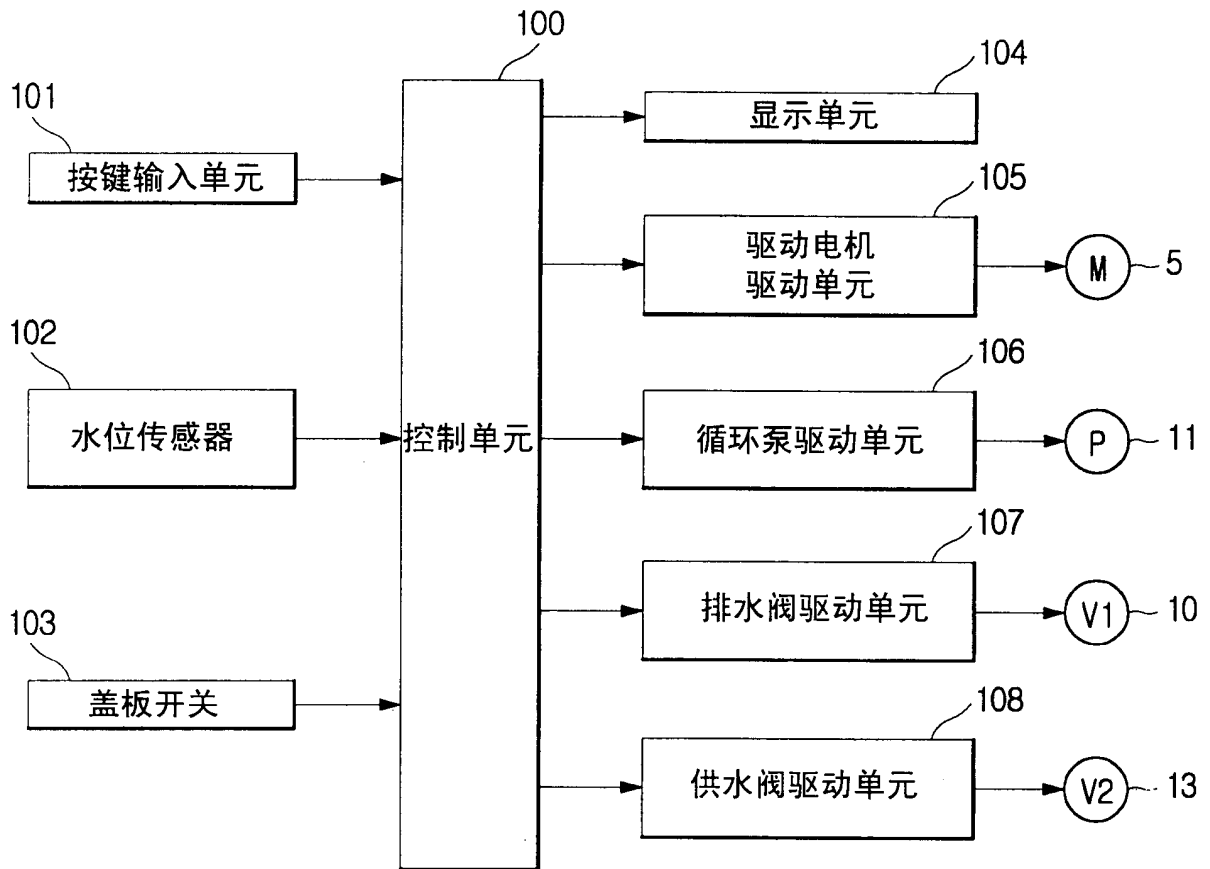 100
104
显示单元
101
按键输入单元
105
驱动电机
驱动单元
M
5
102
水位传感器
控制单元
106
循环泵驱动单元
P
11
107
排水阀驱动单元
V1
10
103
盖板开关
108
供水阀驱动单元
V2
13